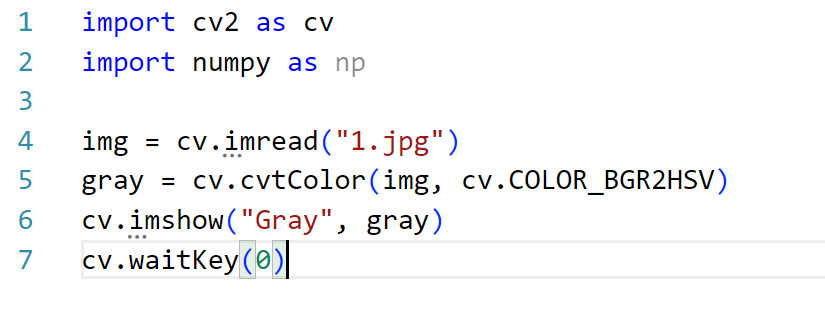 1 import cv2 as cv
2 import numpy as np
3
4 img = cv.imread("1.jpg")
5 gray = cv.cvtColor(img, cv.COLOR_BGR2HSV)
6 cv.imshow("Gray", gray)
7 cv.waitKey(0)